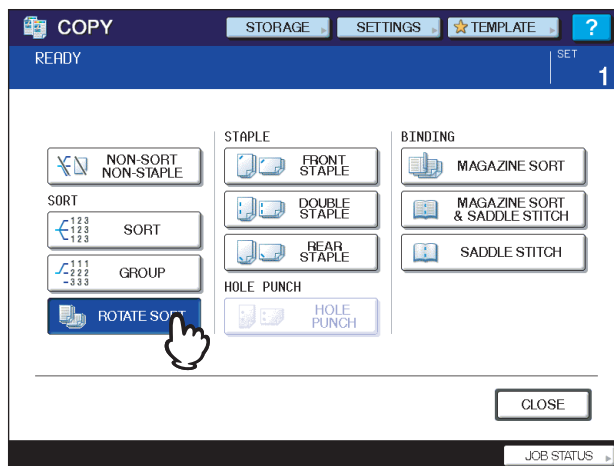 COPY
STORAGE
SETTINGS
TEMPLATE
?
READY
SET
1
NON-SORT
NON-STAPLE
SORT
123
123
123
SORT
111
222
333
GROUP
ROTATE SORT
STAPLE
FRONT
STAPLE
DOUBLE
STAPLE
REAR
STAPLE
HOLE PUNCH
HOLE
PUNCH
BINDING
MAGAZINE SORT
MAGAZINE SORT
& SADDLE STITCH
SADDLE STITCH
CLOSE
JOB STATUS